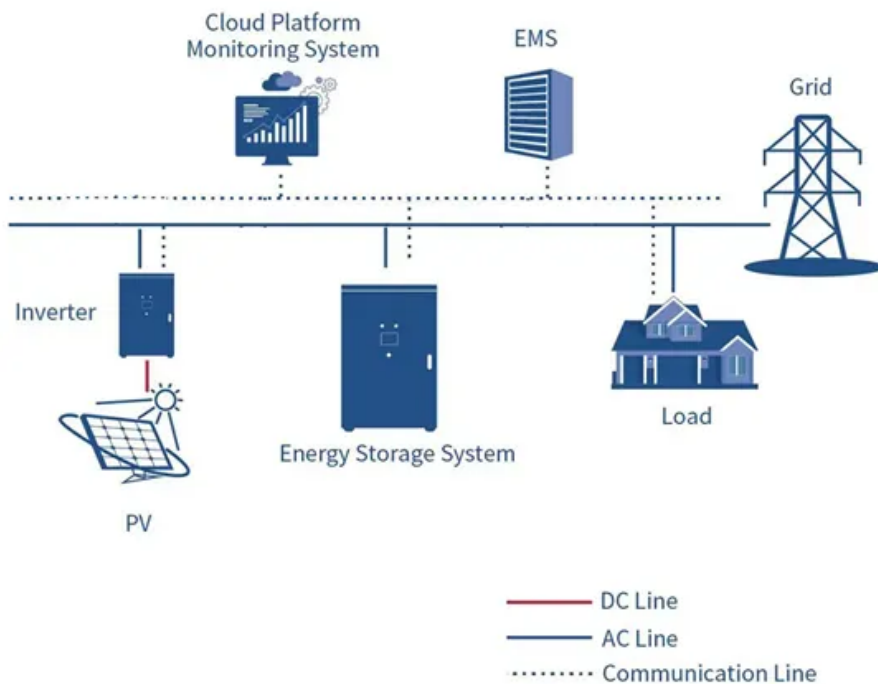 Cloud Platform
Monitoring System
EMS
Grid
Inverter
Load
Energy Storage System
PV
DC Line
AC Line
Communication Line